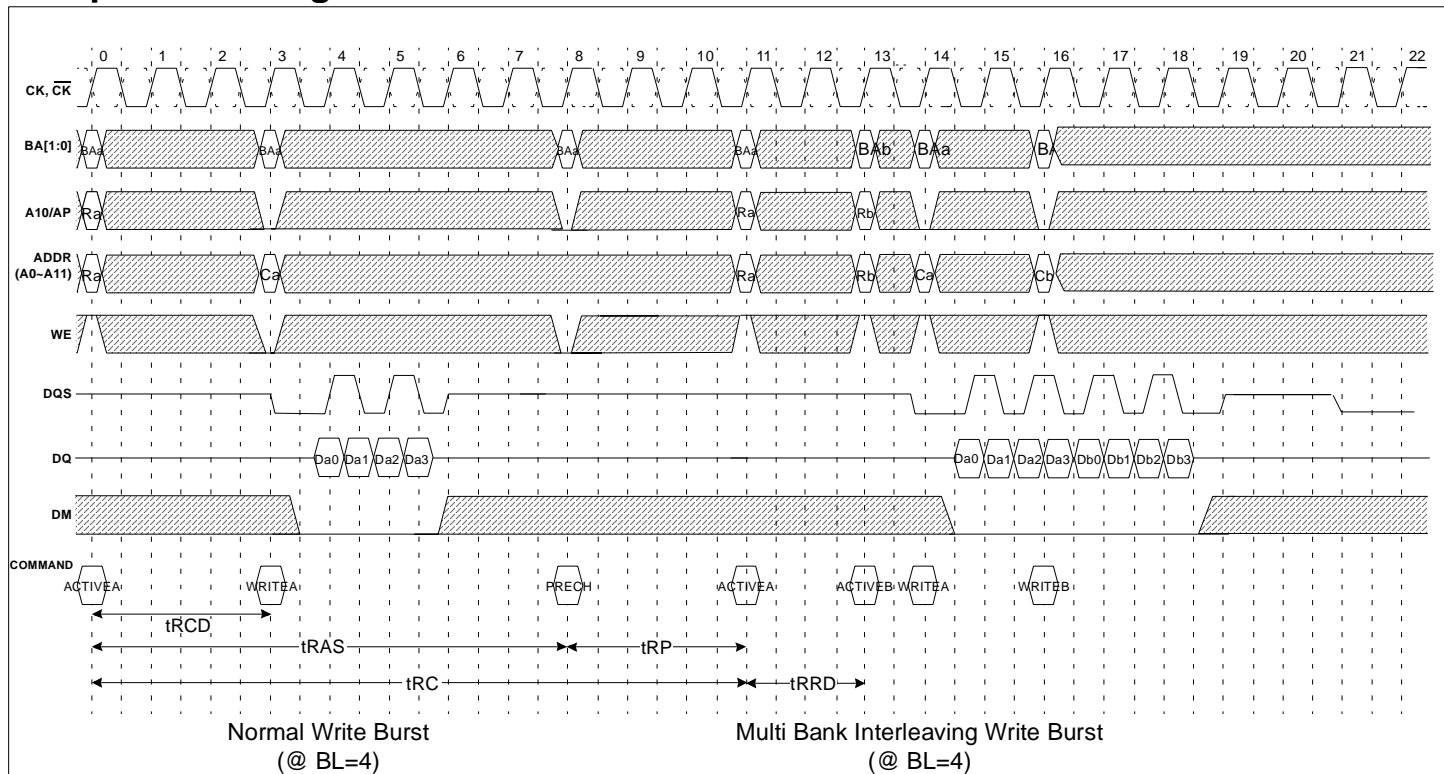 0 1 2 3 4 5 6 7 8 9 10 11 12 13 14 15 16 17 18 19 20 21 22
CK, CK
BA[1:0] BAa BAa BAa BAa BAb BAa BA
A10/AP Ra Ra Rb
ADDR
(A0~A11) Ra Ca Ra Rb Ca Cb
WE
DQS
DQ Da0 Da1 Da2 Da3 Da0 Da1 Da2 Da3 Db0 Db1 Db2 Db3
DM
COMMAND
ACTIVEA WRITEA PRECH ACTIVEA ACTIVEB WRITEA WRITEB
tRCD
tRAS tRP
tRC tRRD
Normal Write Burst Multi Bank Interleaving Write Burst
(@ BL=4) (@ BL=4)